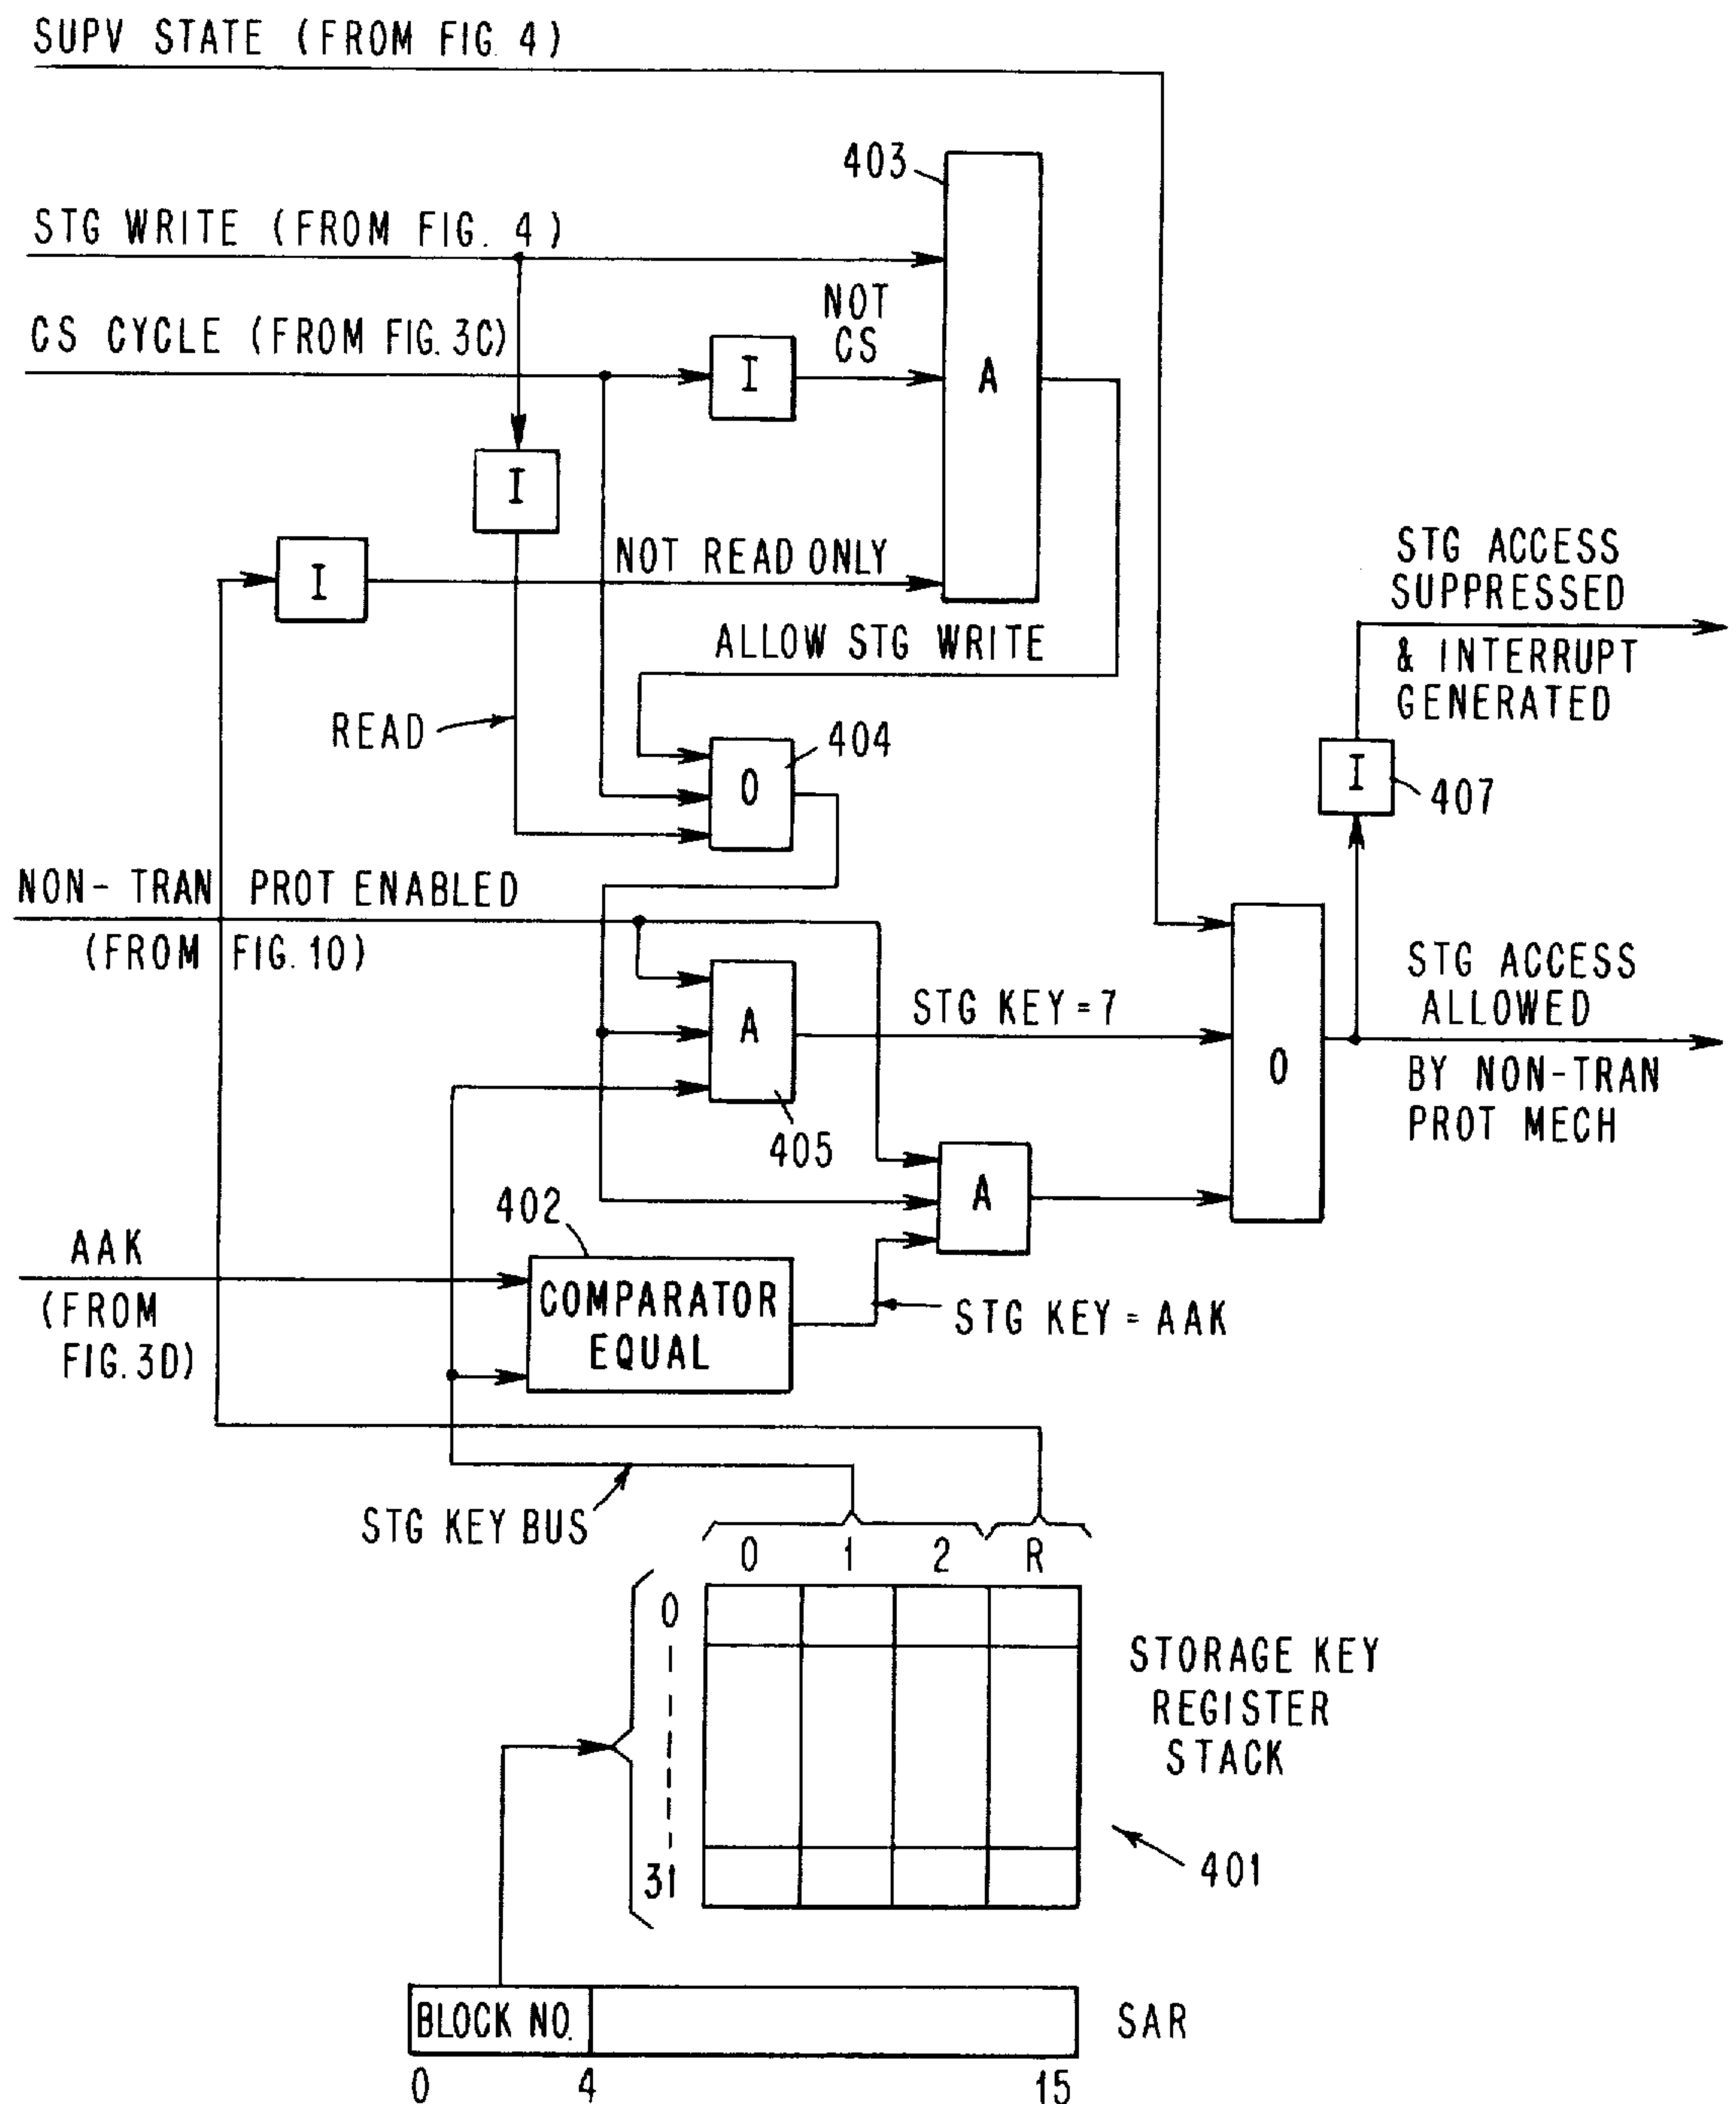 SUPV STATE (FROM FIG. 4)
403
STG WRITE (FROM FIG. 4)
NOT
CS
CS CYCLE (FROM FIG. 3C)
I
A
I
I
NOT READ ONLY
STG ACCESS
SUPPRESSED
& INTERRUPT
GENERATED
ALLOW STG WRITE
READ
404
O
I
407
NON-TRAN PROT ENABLED
(FROM FIG. 10)
A
405
STG KEY = 7
O
STG ACCESS
ALLOWED
BY NON-TRAN
PROT MECH
A
402
AAK
(FROM
FIG. 3D)
COMPARATOR
EQUAL
STG KEY = AAK
STG KEY BUS
0 1 2 R
0
31
STORAGE KEY
REGISTER
STACK
401
BLOCK NO.
SAR
0 4 15